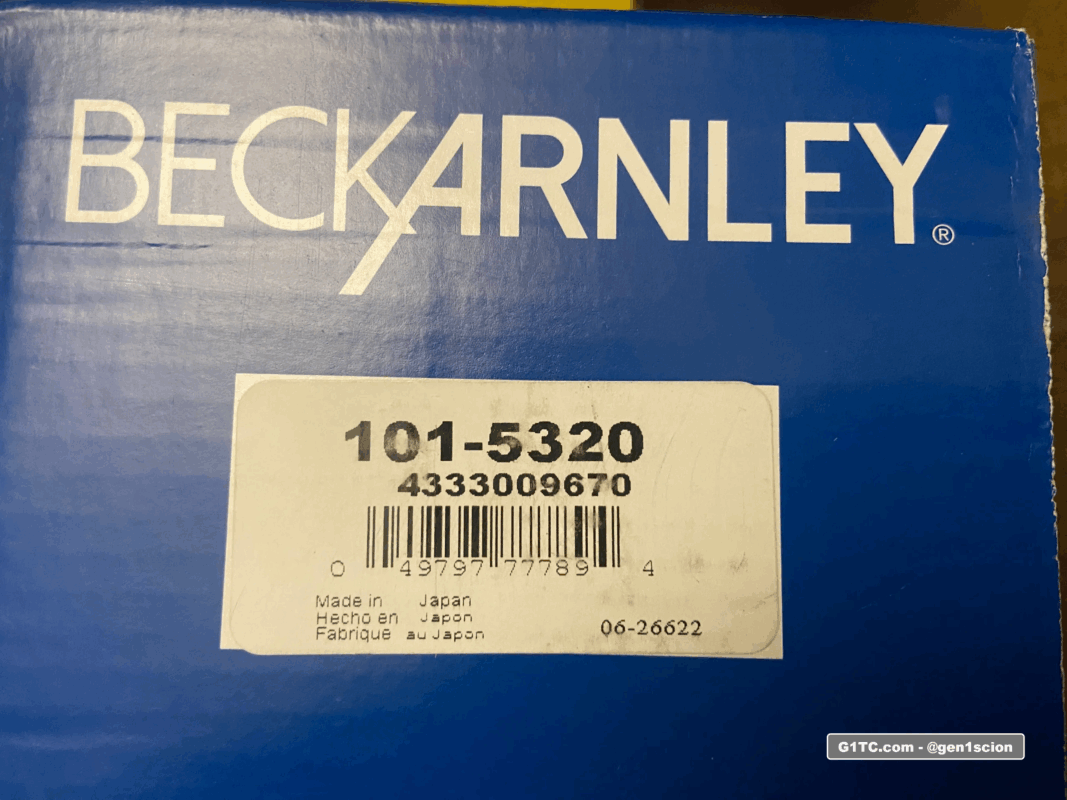 BECKARNLEY®
101-5320
4333009670
0 49797 77789 4
Made in Japan
Hecho en Japon
Fabrique au Japon
06-26622
G1TC.com - @gen1scion